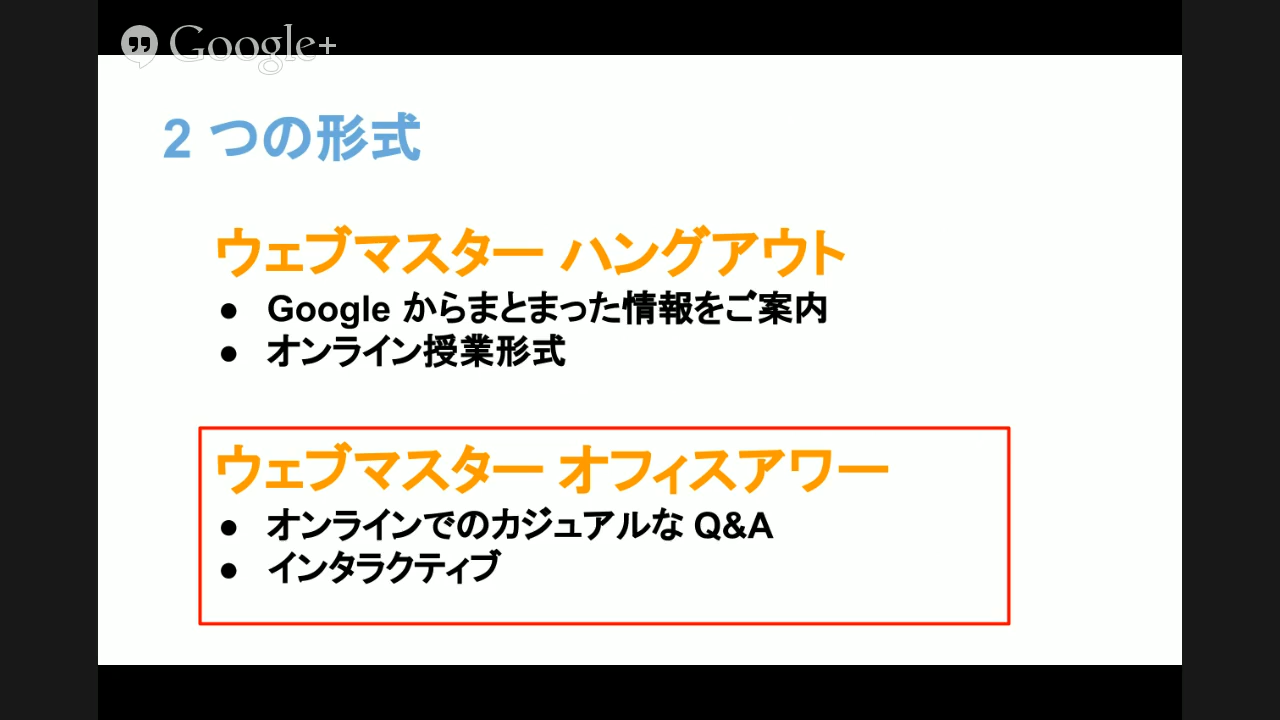 Google+
2 つの形式
ウェブマスター ハングアウト
● Google からまとまった情報をご案内
● オンライン授業形式
ウェブマスター オフィスアワー
● オンラインでのカジュアルな Q&A
● インタラクティブ